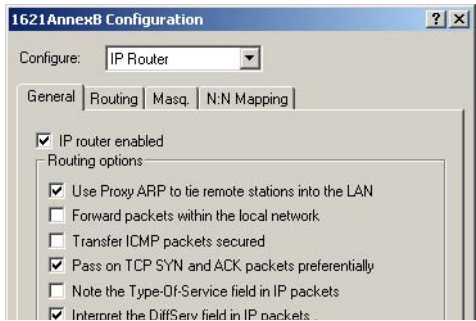 1621AnnexB Configuration
Configure: IP Router
General Routing Masq. N:N Mapping
IP router enabled
Routing options
Use Proxy ARP to tie remote stations into the LAN
Forward packets within the local network
Transfer ICMP packets secured
Pass on TCP SYN and ACK packets preferentially
Note the Type-Of-Service field in IP packets
Interpret the DiffServ field in IP packets .